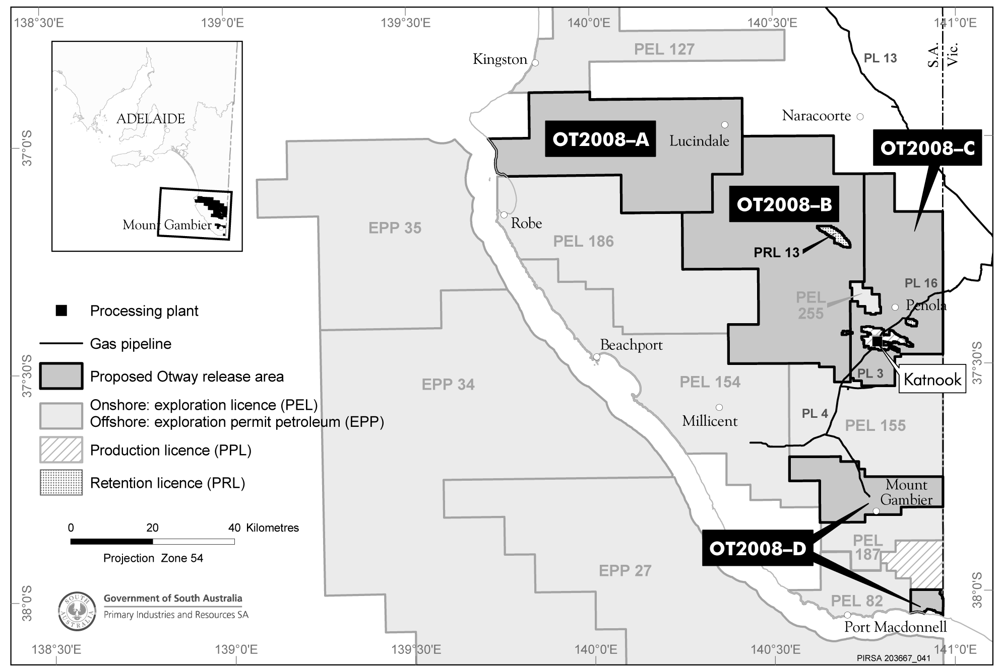 138°30'E
139°0'E
139°30'E
140°0'E
140°30'E
141°0'E
PEL 127
Kingston
PL 13
S.A.
Vic.
ADELAIDE
Mount Gambier
Naracoorte
Lucindale
OT2008–A
OT2008–C
37°0'S
OT2008–B
Robe
EPP 35
PEL 186
PRL 13
PL 16
PEL
255
Penola
Processing plant
Gas pipeline
Proposed Otway release area
Onshore: exploration licence (PEL)
Offshore: exploration permit petroleum (EPP)
Production licence (PPL)
Retention licence (PRL)
Beachport
37°30'S
37°30'S
PL 3
Katnook
EPP 34
PEL 154
Millicent
PL 4
PEL 155
Mount
Gambier
0
20
40 Kilometres
Projection Zone 54
OT2008–D
PEL
187
EPP 27
SOUTH
AUSTRALIA
Government of South Australia
Primary Industries and Resources SA
38°0'S
38°0'S
PEL 82
Port Macdonnell
138°30'E
139°0'E
139°30'E
140°0'E
140°30'E
141°0'E
PIRSA 203667_041